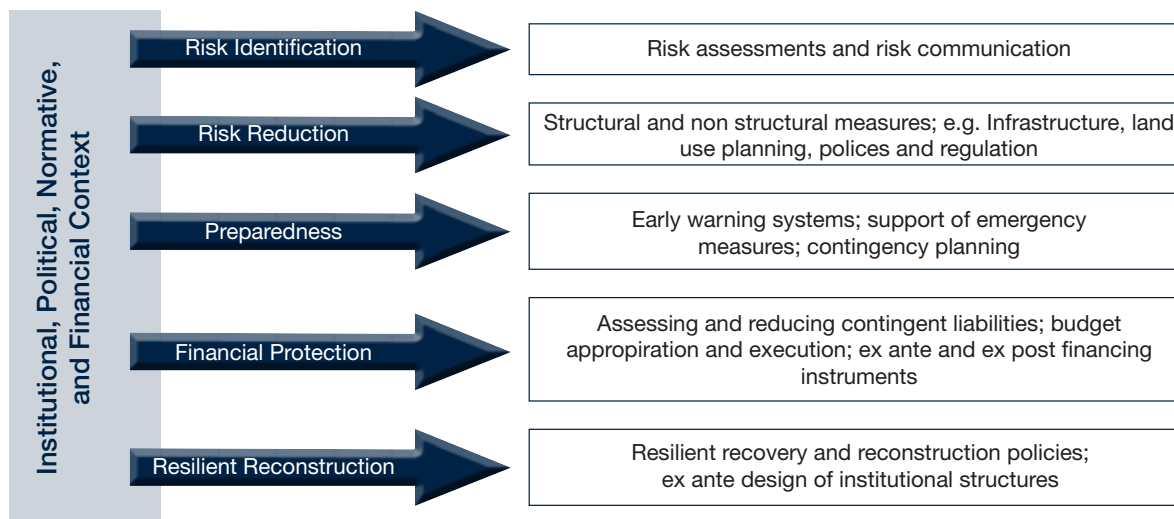 Institutional, Political, Normative,
and Financial Context
Risk Identification
Risk assessments and risk communication
Risk Reduction
Structural and non structural measures; e.g. Infrastructure, land
use planning, polices and regulation
Preparedness
Early warning systems; support of emergency
measures; contingency planning
Financial Protection
Assessing and reducing contingent liabilities; budget
appropiration and execution; ex ante and ex post financing
instruments
Resilient Reconstruction
Resilient recovery and reconstruction policies;
ex ante design of institutional structures